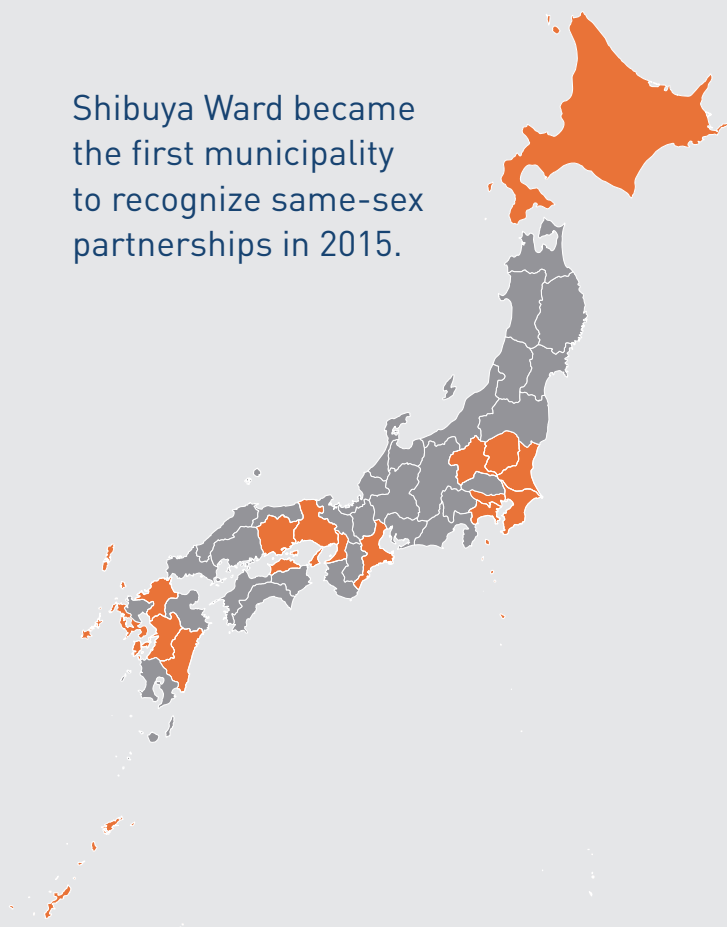 Shibuya Ward became
the first municipality
to recognize same-sex
partnerships in 2015.